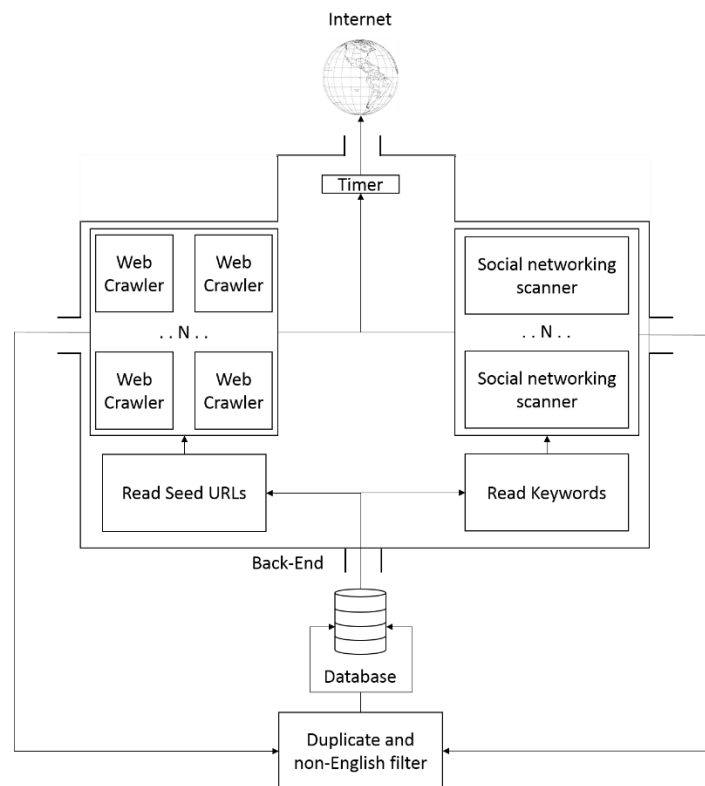 Internet
Timer
Web
Crawler
Web
Crawler
. . N . .
Web
Crawler
Web
Crawler
Social networking
scanner
. . N . .
Social networking
scanner
Read Seed URLs
Read Keywords
Back-End
Database
Duplicate and
non-English filter